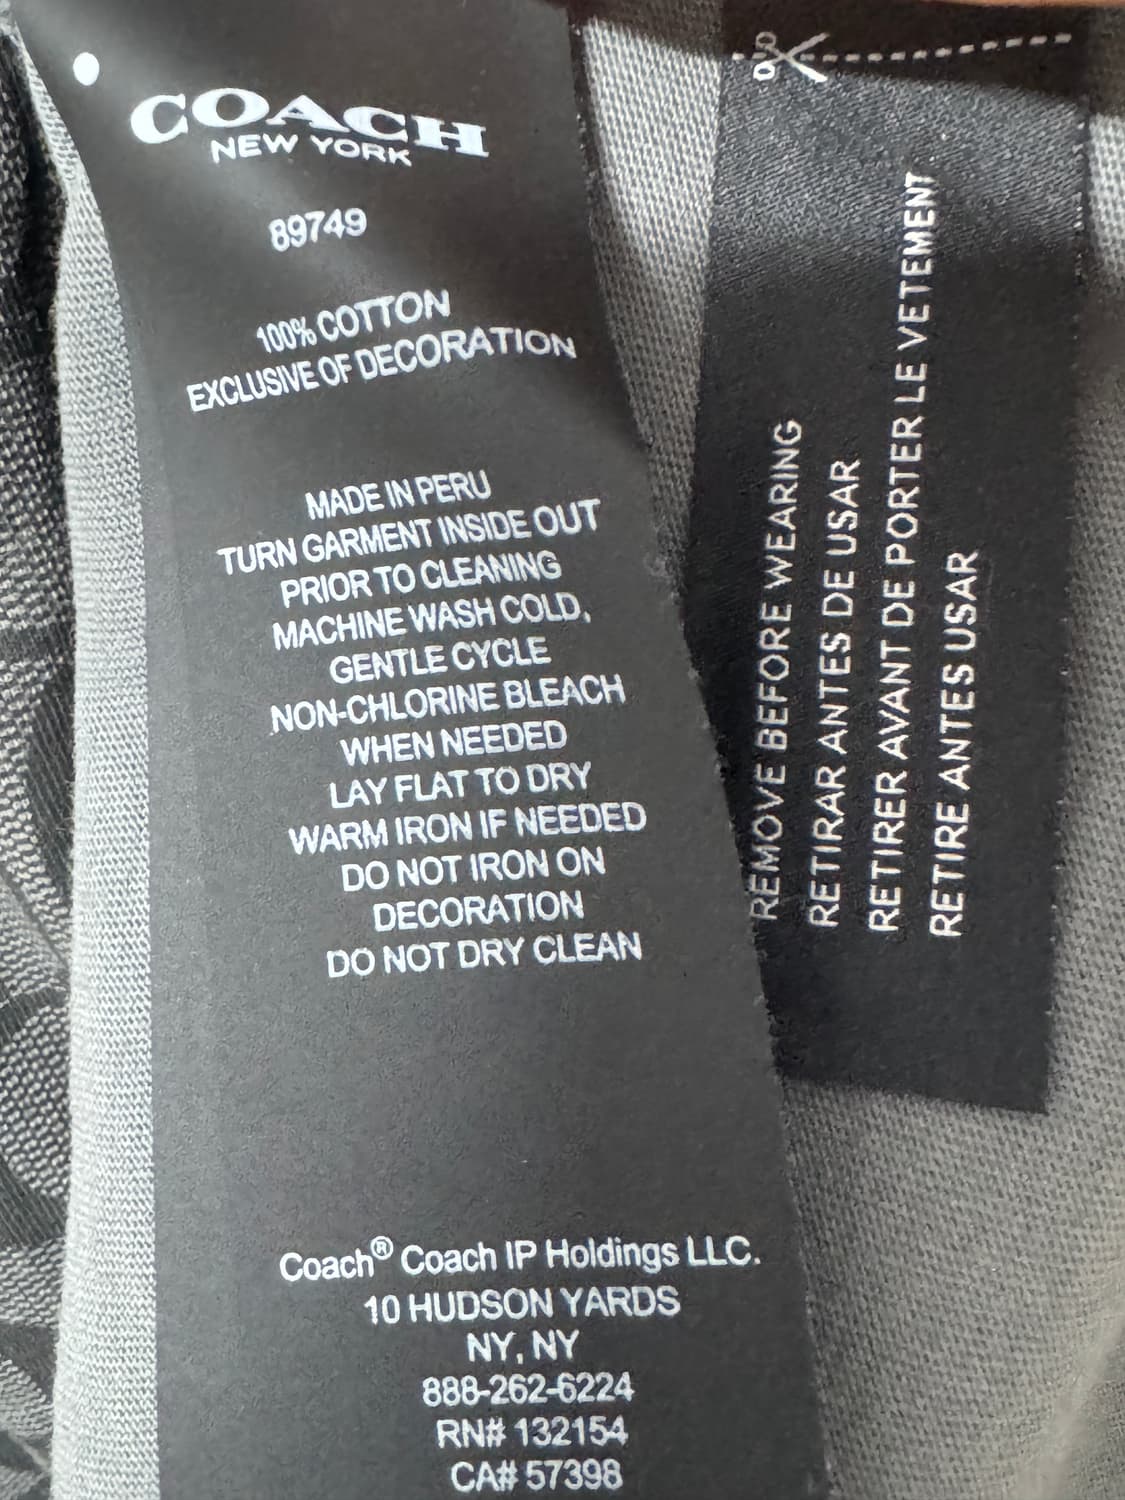 COACH
NEW YORK
89749
100% COTTON
EXCLUSIVE OF DECORATION
MADE IN PERU
TURN GARMENT INSIDE OUT
PRIOR TO CLEANING
MACHINE WASH COLD,
GENTLE CYCLE
NON-CHLORINE BLEACH
WHEN NEEDED
LAY FLAT TO DRY
WARM IRON IF NEEDED
DO NOT IRON ON
DECORATION
DO NOT DRY CLEAN
Coach® Coach IP Holdings LLC.
10 HUDSON YARDS
NY, NY
888-262-6224
RN# 132154
CA# 57398
REMOVE BEFORE WEARING
RETIRAR ANTES DE USAR
RETIRER AVANT DE PORTER LE VETEMENT
RETIRE ANTES USAR